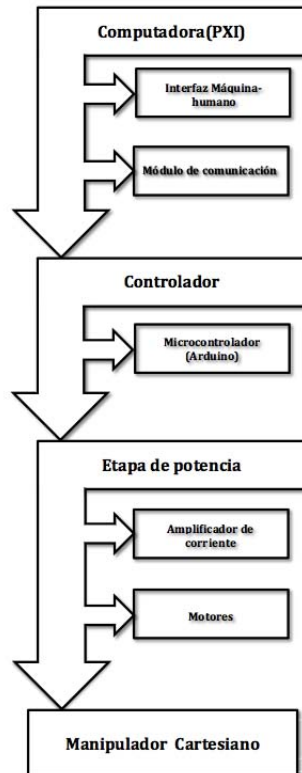 Computadora(PXI)
Interfaz Máquina-
humano
Módulo de comunicación
Controlador
Microcontrolador
(Arduino)
Etapa de potencia
Amplificador de
corriente
Motores
Manipulador Cartesiano